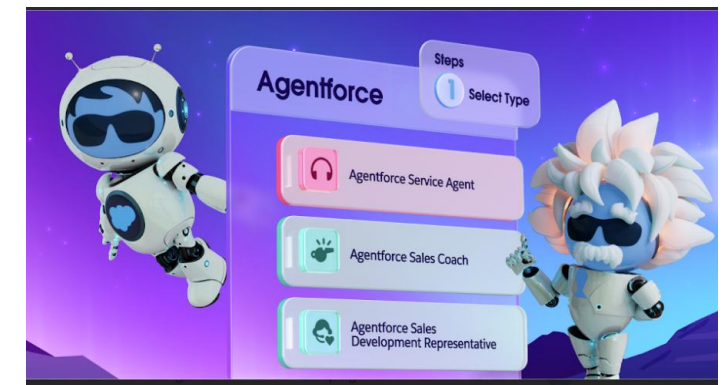 Agentforce
Steps
1
Select Type
Agentforce Service Agent
Agentforce Sales Coach
Agentforce Sales
Development Representative